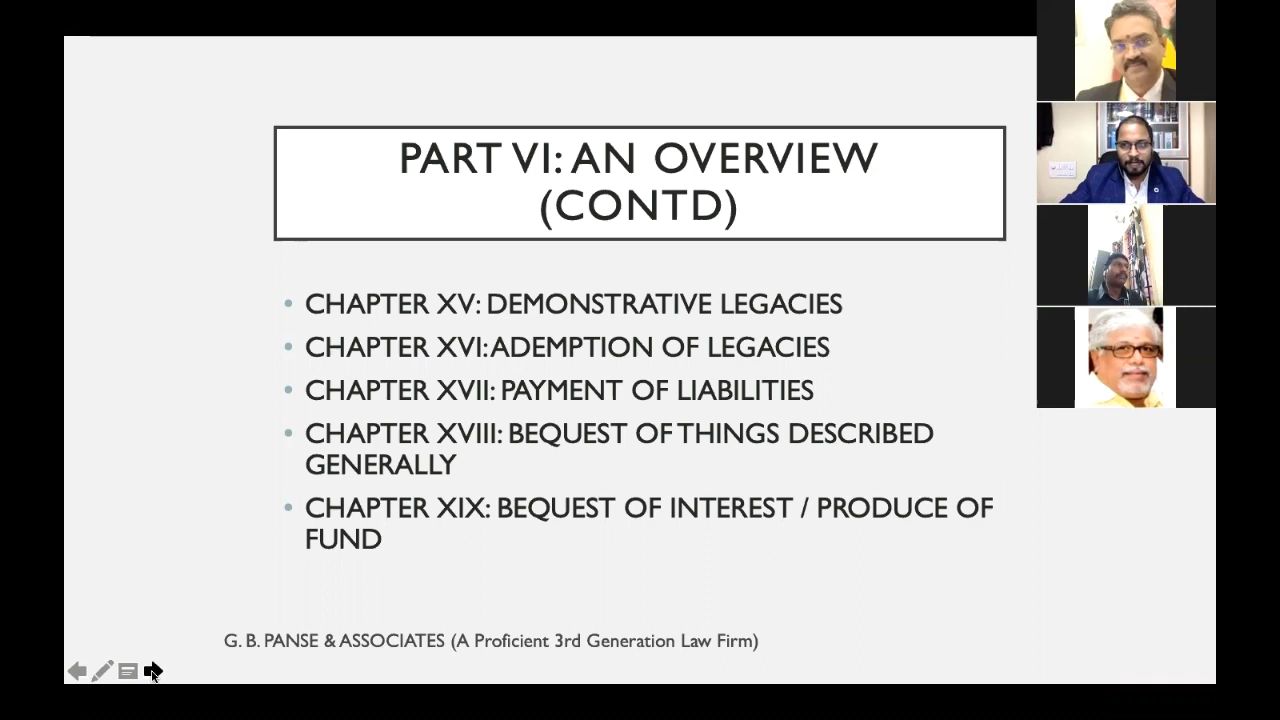 PART VI: AN OVERVIEW
(CONTD)
• CHAPTER XV: DEMONSTRATIVE LEGACIES
• CHAPTER XVI: ADEMPTION OF LEGACIES
• CHAPTER XVII: PAYMENT OF LIABILITIES
• CHAPTER XVIII: BEQUEST OF THINGS DESCRIBED
GENERALLY
• CHAPTER XIX: BEQUEST OF INTEREST / PRODUCE OF
FUND
G. B. PANSE & ASSOCIATES (A Proficient 3rd Generation Law Firm)